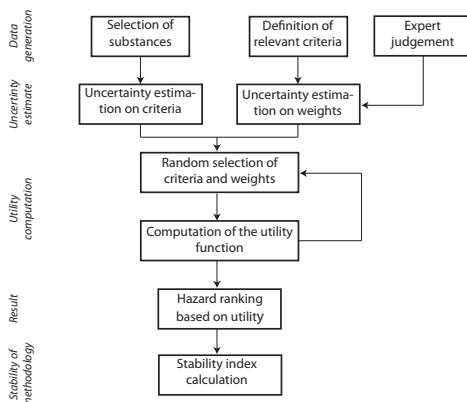 Data
generation
Selection of
substances
Definition of
relevant criteria
Expert
judgement
Uncertinty
estimate
Uncertainty estima-
tion on criteria
Uncertainty estima-
tion on weights
Utility
computation
Random selection of
criteria and weights
Computation of the utility
function
Result
Hazard ranking
based on utility
Stability of
methodology
Stability index
calculation